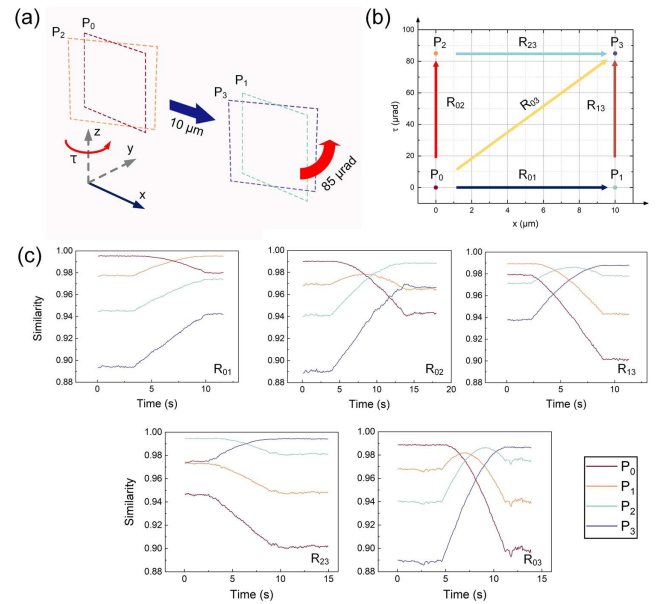 (a)
P0
P2
10 μm
P1
P3
85 μrad
z
y
τ
x
(b)
τ (μrad)
100
80
60
40
20
0
P2
R23
P3
R02
R03
R13
P0
R01
P1
0 2 4 6 8 10
x (μm)
(c)
Similarity
1.00
0.98
0.96
0.94
0.92
0.90
0.88
0 5 10
Time (s)
R01
1.00
0.98
0.96
0.94
0.92
0.90
0.88
0 5 10 15
Time (s)
R02
1.00
0.98
0.96
0.94
0.92
0.90
0.88
0 5 10
Time (s)
R13
Similarity
1.00
0.98
0.96
0.94
0.92
0.90
0.88
0 5 10 15
Time (s)
R23
1.00
0.98
0.96
0.94
0.92
0.90
0.88
0 5 10 15
Time (s)
R03
P0
P1
P2
P3